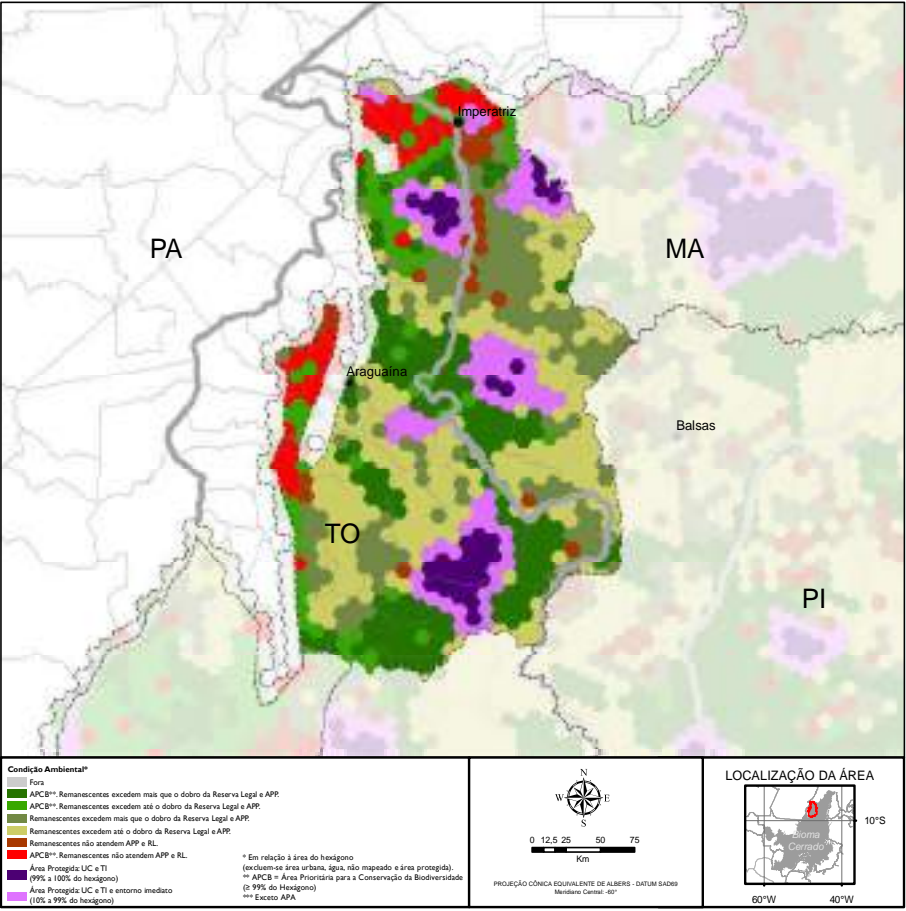 Imperatriz
PA
MA
Araguaína
Balsas
TO
PI
Condição Ambiental*
Fora
APCB**. Remanescentes excedem mais que o dobro da Reserva Legal e APP.
APCB**. Remanescentes excedem até o dobro da Reserva Legal e APP.
Remanescentes excedem mais que o dobro da Reserva Legal e APP.
Remanescentes excedem até o dobro da Reserva Legal e APP.
Remanescentes não atendem APP e RL.
APCB**. Remanescentes não atendem APP e RL.
Área Protegida: UC e TI
(99% a 100% do hexágono)
Área Protegida: UC e TI e entorno imediato
(10% a 99% do hexágono)
* Em relação à área do hexágono
(excluem-se área urbana, água, não mapeado e área protegida).
** APCB = Área Prioritária para a Conservação da Biodiversidade
(≥ 99% do Hexágono)
*** Exceto APA
N
W E
S
0 12,5 25 50 75
Km
PROJEÇÃO CÔNICA EQUIVALENTE DE ALBERS - DATUM SAD69
Meridiano Central: -60°
LOCALIZAÇÃO DA ÁREA
10°S
Bioma
Cerrado
60°W 40°W